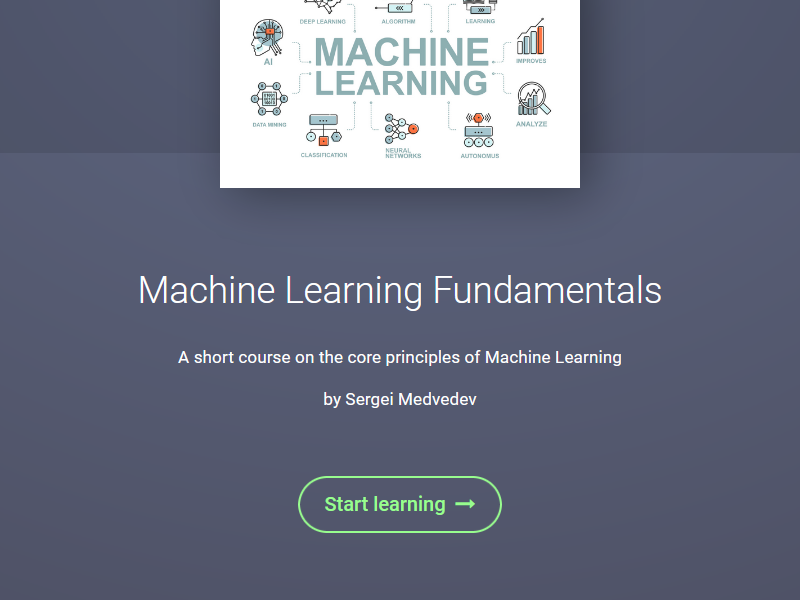 DEEP LEARNING
ALGORITHM
LEARNING
AI
MACHINE
LEARNING
IMPROVES
DATA MINING
ANALYZE
CLASSIFICATION
NEURAL
NETWORKS
AUTONOMUS
Machine Learning Fundamentals
A short course on the core principles of Machine Learning
by Sergei Medvedev
Start learning